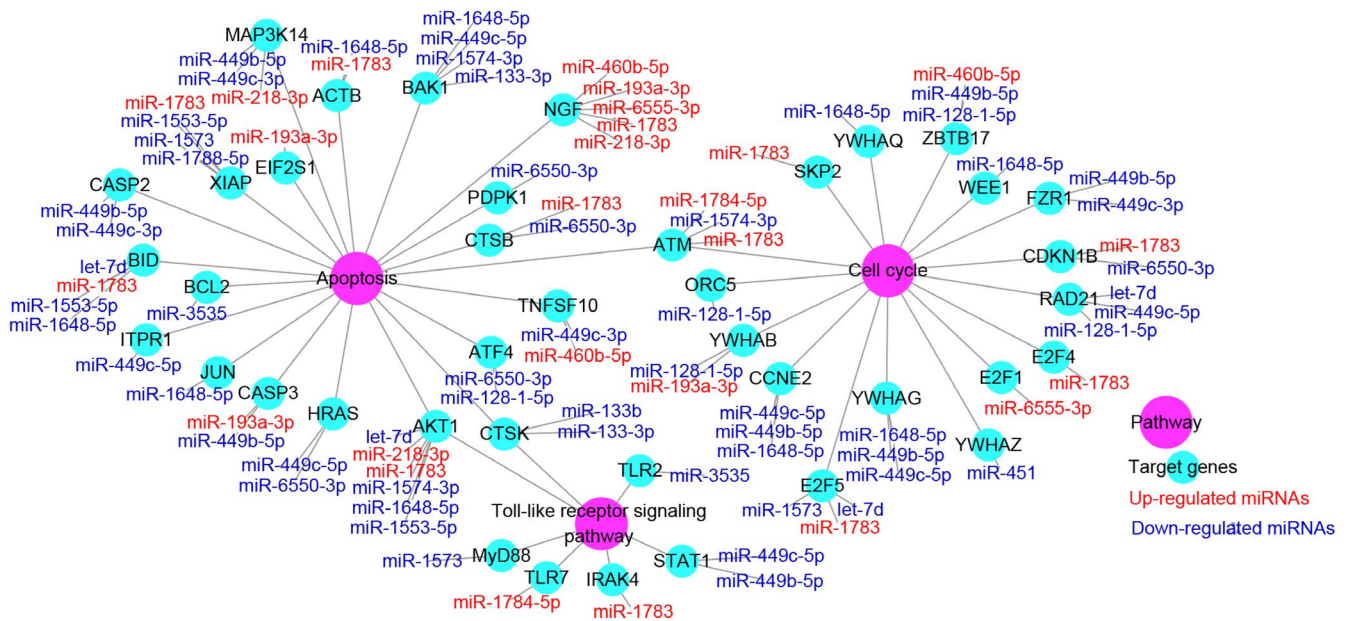 MAP3K14
miR-449b-5p
miR-449c-3p
miR-218-3p
miR-1648-5p
miR-1783
ACTB
miR-1648-5p
miR-449c-5p
miR-1574-3p
miR-133-3p
BAK1
miR-460b-5p
miR-193a-3p
miR-6555-3p
miR-1783
miR-218-3p
NGF
miR-1783
miR-1553-5p
miR-1573
miR-1788-5p
XIAP
miR-193a-3p
EIF2S1
CASP2
miR-449b-5p
miR-449c-3p
miR-6550-3p
PDPK1
miR-1783
miR-6550-3p
CTSB
BID
let-7d
miR-1783
miR-1553-5p
miR-1648-5p
BCL2
miR-3535
Apoptosis
ITPR1
miR-449c-5p
JUN
miR-1648-5p
CASP3
miR-193a-3p
miR-449b-5p
HRAS
miR-449c-5p
miR-6550-3p
TNFSF10
miR-449c-3p
miR-460b-5p
ATF4
miR-6550-3p
miR-128-1-5p
AKT1
let-7d
miR-218-3p
miR-1783
miR-1574-3p
miR-1648-5p
miR-1553-5p
CTSK
miR-133b
miR-133-3p
miR-1784-5p
miR-1574-3p
miR-1783
ATM
miR-460b-5p
miR-449b-5p
miR-128-1-5p
ZBTB17
miR-1648-5p
YWHAQ
miR-1783
SKP2
miR-1648-5p
WEE1
miR-449b-5p
miR-449c-3p
FZR1
Cell cycle
CDKN1B
miR-1783
miR-6550-3p
RAD21
let-7d
miR-449c-5p
miR-128-1-5p
ORC5
miR-128-1-5p
YWHAB
miR-128-1-5p
miR-193a-3p
CCNE2
miR-449c-5p
miR-449b-5p
miR-1648-5p
YWHAG
miR-1648-5p
miR-449b-5p
miR-449c-5p
E2F4
miR-1783
E2F1
miR-6555-3p
YWHAZ
miR-451
E2F5
miR-1573
let-7d
miR-1783
TLR2
miR-3535
Toll-like receptor signaling
pathway
MyD88
miR-1573
TLR7
miR-1784-5p
IRAK4
miR-1783
STAT1
miR-449c-5p
miR-449b-5p
Pathway
Target genes
Up-regulated miRNAs
Down-regulated miRNAs